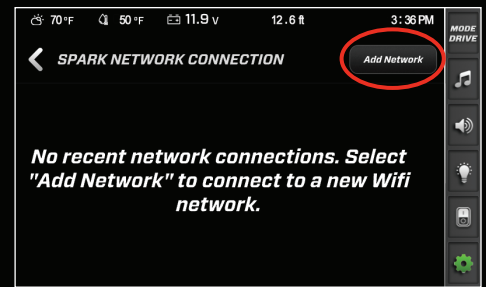 70°F 50°F 11.9 V 12.6 ft 3:36 PM
MODE
DRIVE
SPARK NETWORK CONNECTION
Add Network
No recent network connections. Select
"Add Network" to connect to a new Wifi
network.